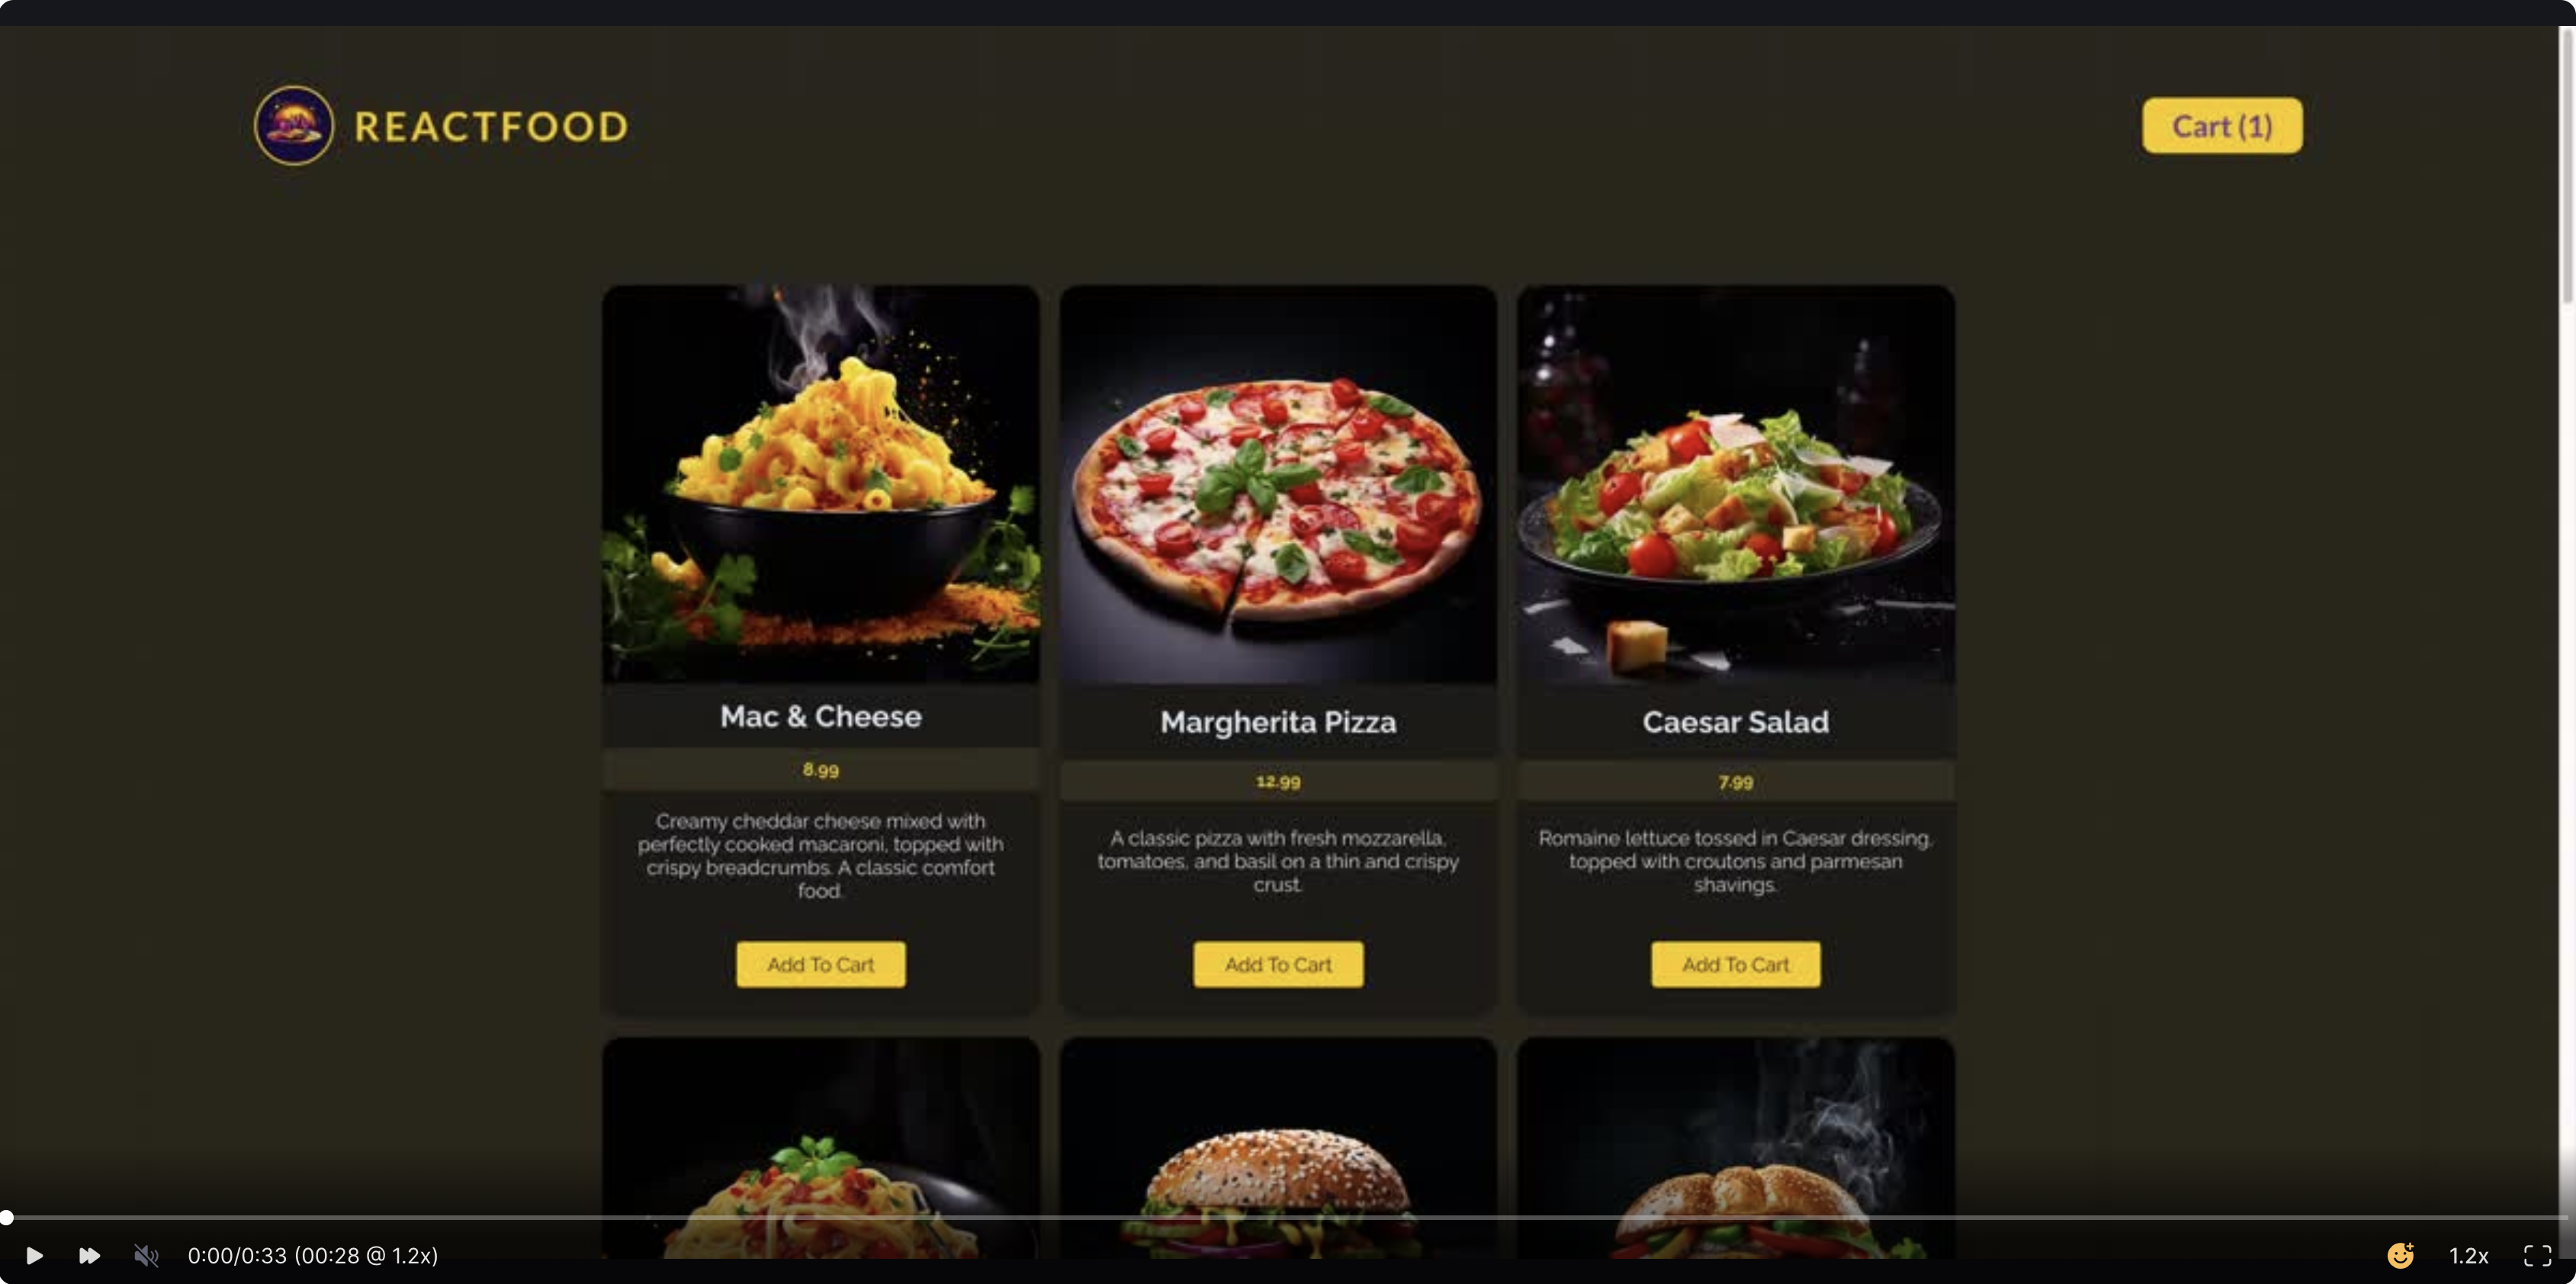 REACTFOOD
Cart (1)
Mac & Cheese
8.99
Creamy cheddar cheese mixed with
perfectly cooked macaroni, topped with
crispy breadcrumbs. A classic comfort
food.
Add To Cart
Margherita Pizza
12.99
A classic pizza with fresh mozzarella,
tomatoes, and basil on a thin and crispy
crust.
Add To Cart
Caesar Salad
7.99
Romaine lettuce tossed in Caesar dressing,
topped with croutons and parmesan
shavings.
Add To Cart
0:00/0:33 (00:28 @ 1.2x)
1.2x